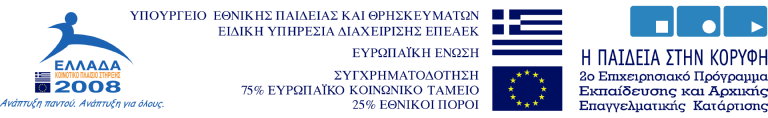 ΕΛΛΑΔΑ
ΚΟΙΝΟΤΙΚΟ ΠΛΑΙΣΙΟ ΣΤΗΡΙΞΗΣ
2008
Ανάπτυξη παντού. Ανάπτυξη για όλους.
ΥΠΟΥΡΓΕΙΟ ΕΘΝΙΚΗΣ ΠΑΙΔΕΙΑΣ ΚΑΙ ΘΡΗΣΚΕΥΜΑΤΩΝ
ΕΙΔΙΚΗ ΥΠΗΡΕΣΙΑ ΔΙΑΧΕΙΡΙΣΗΣ ΕΠΕΑΕΚ
ΕΥΡΩΠΑΪΚΗ ΕΝΩΣΗ
ΣΥΓΧΡΗΜΑΤΟΔΟΤΗΣΗ
75% ΕΥΡΩΠΑΪΚΟ ΚΟΙΝΩΝΙΚΟ ΤΑΜΕΙΟ
25% ΕΘΝΙΚΟΙ ΠΟΡΟΙ
Η ΠΑΙΔΕΙΑ ΣΤΗΝ ΚΟΡΥΦΗ
2ο Επιχειρησιακό Πρόγραμμα
Εκπαίδευσης και Αρχικής
Επαγγελματικής Κατάρτισης